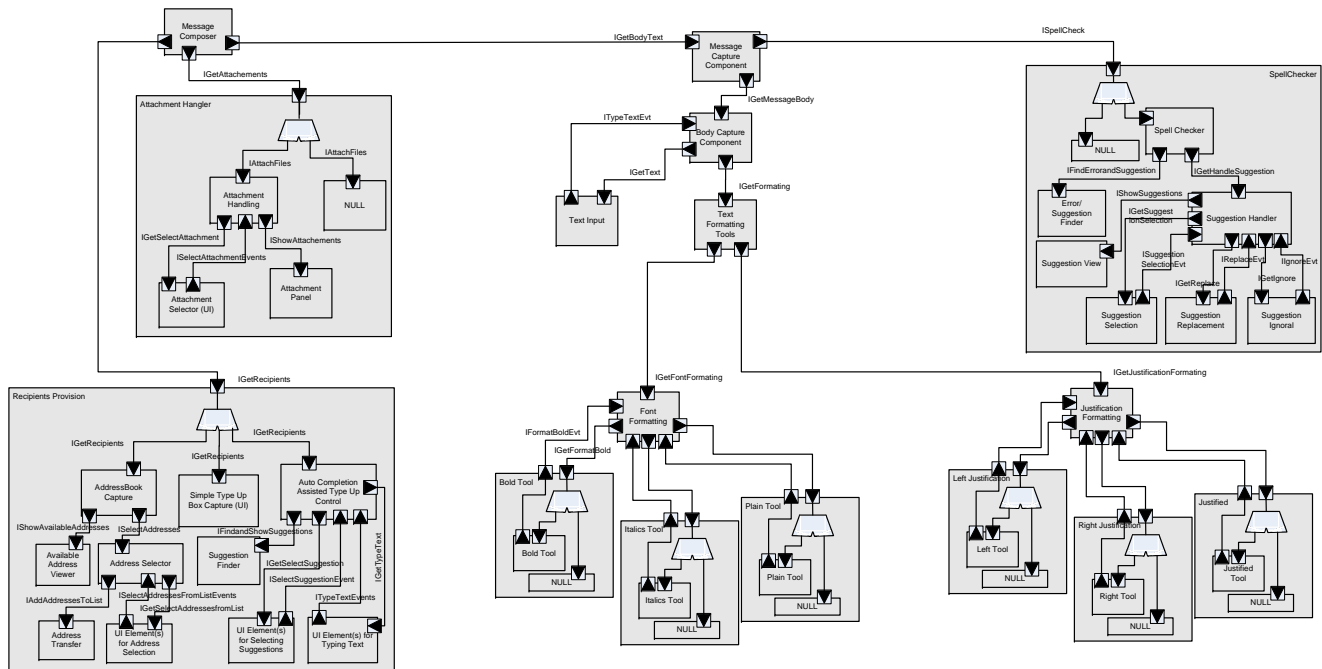 Message
Composer
IGetBodyText
Message
Capture
Component
ISpellCheck
IGetAttachements
IGetMessageBody
SpellChecker
Attachment Hangler
ITypeTextEvt
Body Capture
Component
Spell Checker
NULL
IAttachFiles
IAttachFiles
IGetText
IFindErrorandSuggestion
IGetHandleSuggestion
Attachment
Handling
NULL
IGetFormating
Text Input
Text
Formatting
Tools
Error/
Suggestion
Finder
IShowSuggestions
IGetSuggest
ionSelection
Suggestion Handler
IGetSelectAttachment
IShowAttachements
ISelectAttachmentEvents
Suggestion View
ISuggestion
SelectionEvt
IReplaceEvt
IIgnoreEvt
IGetReplace
IGetIgnore
Attachment
Selector (UI)
Attachment
Panel
Suggestion
Selection
Suggestion
Replacement
Suggestion
Ignoral
IGetRecipients
IGetFontFormating
IGetJustificationFormating
Recipients Provision
Font
Formatting
Justification
Formatting
IGetRecipients
IGetRecipients
IGetRecipients
IFormatBoldEvt
IGetFormatBold
AddressBook
Capture
Simple Type Up
Box Capture (UI)
Auto Completion
Assisted Type Up
Control
Bold Tool
Italics Tool
Plain Tool
Left Justification
Right Justification
Justified
IShowAvailableAddresses
ISelectAddresses
IFindandShowSuggestions
IGetTypeText
Available
Address
Viewer
Address Selector
Suggestion
Finder
IGetSelectSuggestion
ISelectSuggestionEvent
Bold Tool
NULL
Italics Tool
NULL
Plain Tool
NULL
Left Tool
NULL
Right Tool
NULL
Justified
Tool
NULL
IAddAddressesToList
ISelectAddressesFromListEvents
IGetSelectAddressesfromList
ITypeTextEvents
Address
Transfer
UI Element(s)
for Address
Selection
UI Element(s)
for Selecting
Suggestions
UI Element(s) for
Typing Text